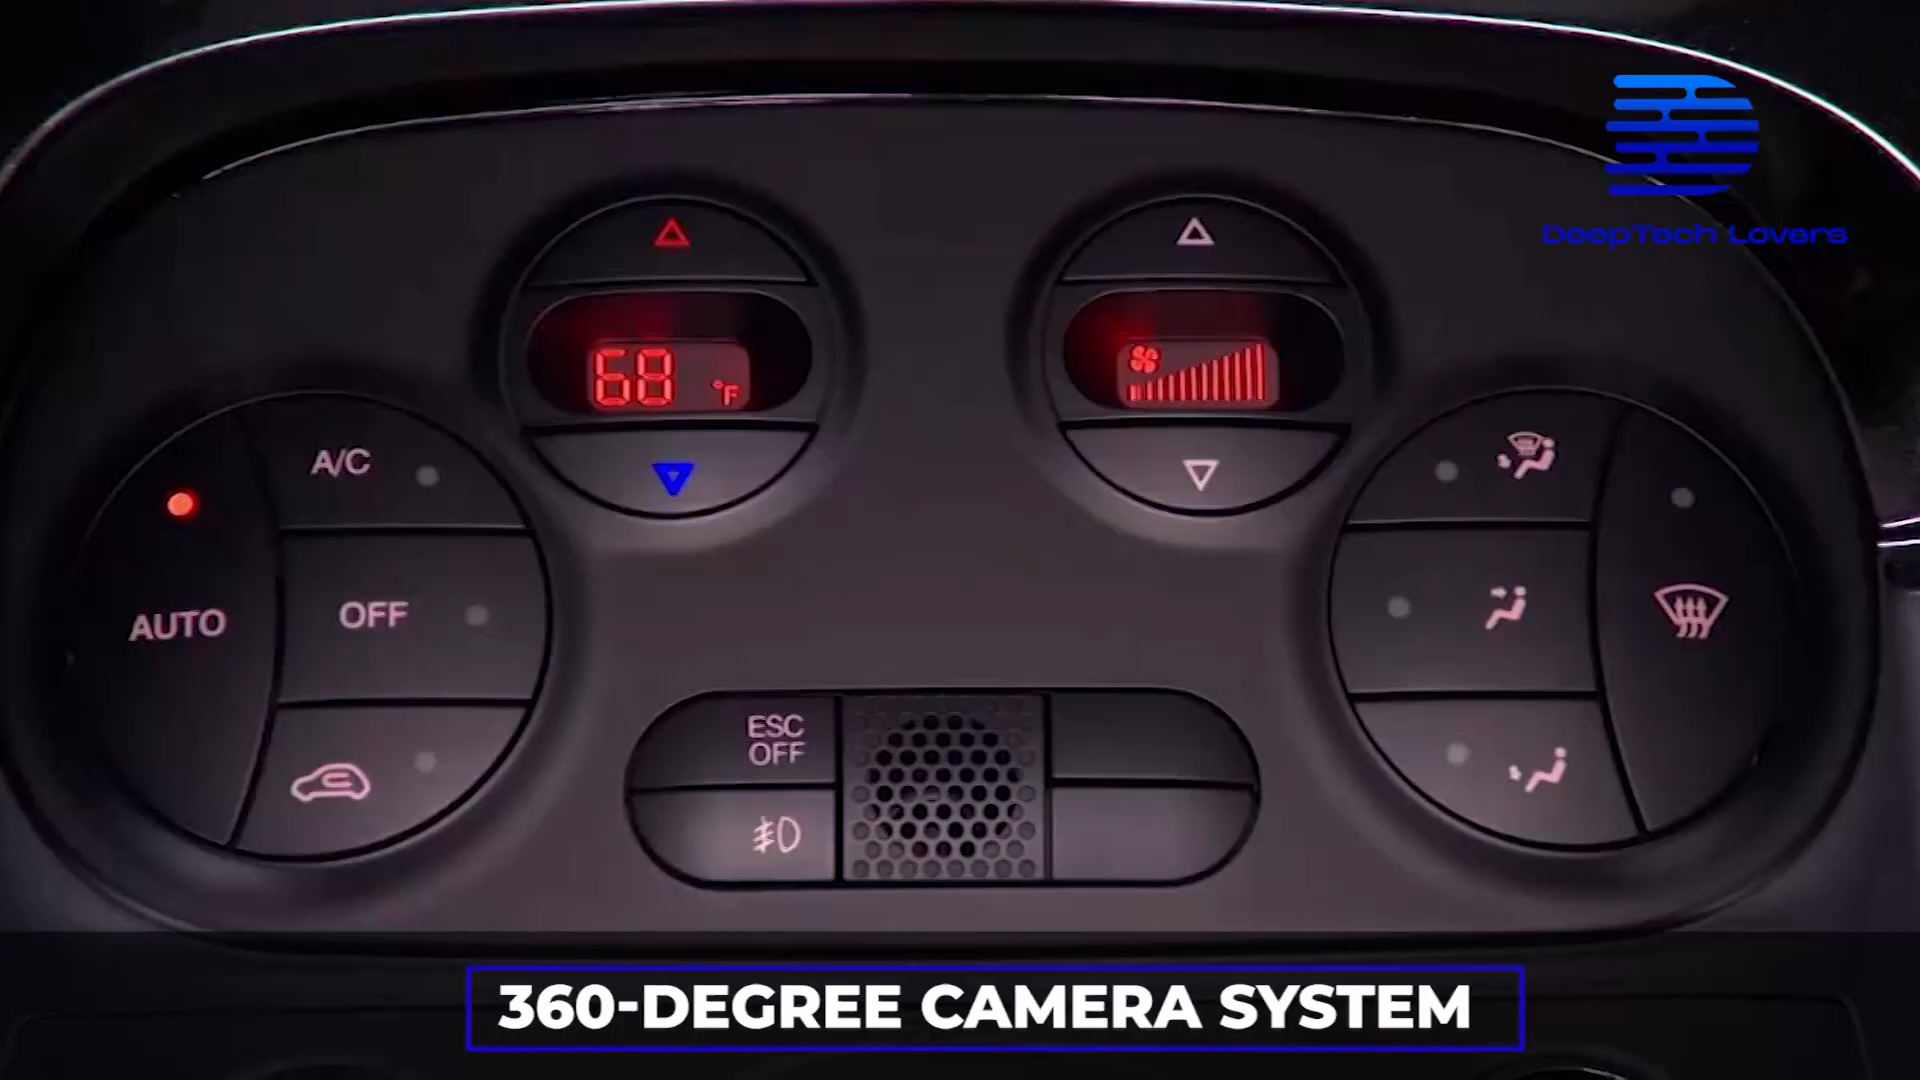 DeepTech Lovers
68 °F
A/C
AUTO
OFF
ESC
OFF
360-DEGREE CAMERA SYSTEM